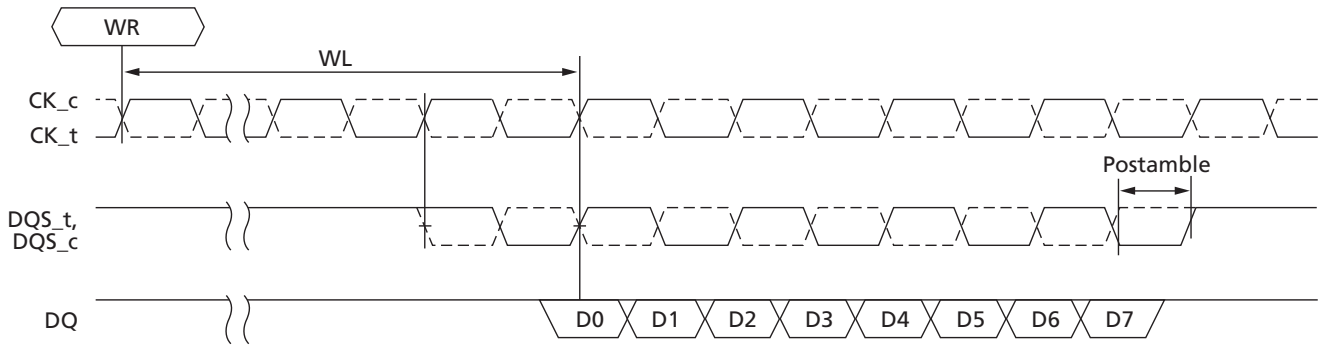 WR
WL
CK_c
CK_t
Postamble
DQS_t,
DQS_c
DQ
D0 D1 D2 D3 D4 D5 D6 D7